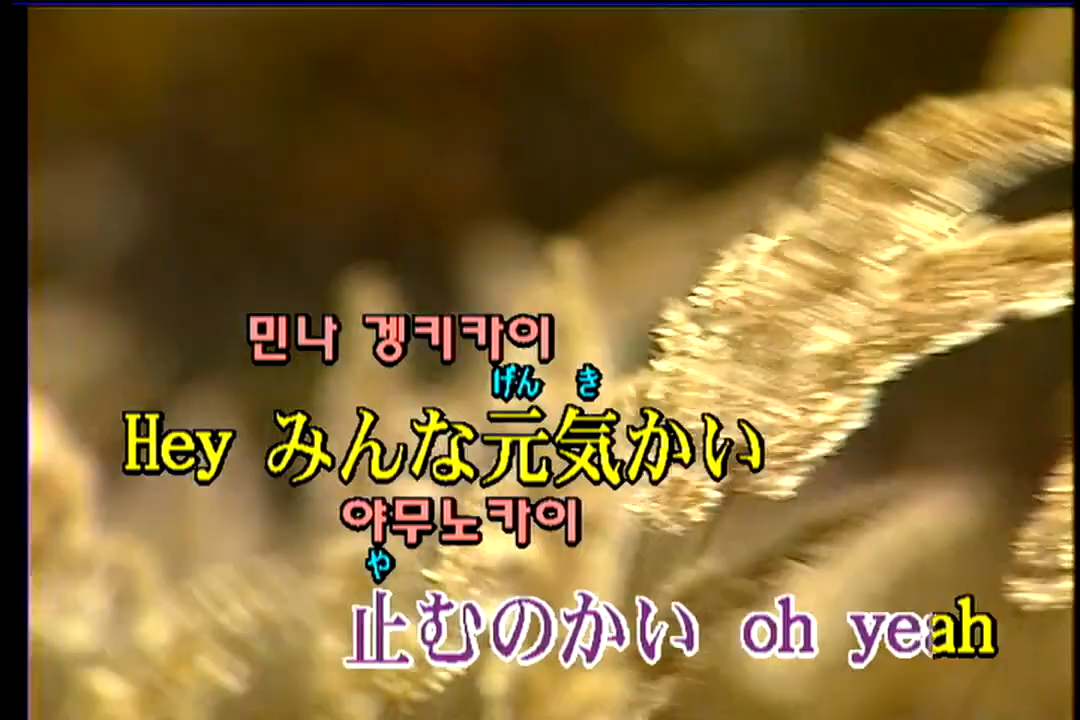 민나 겡키카이
げん き
Hey みんな元気かい
야무노카이
や
止むのかい oh yeah